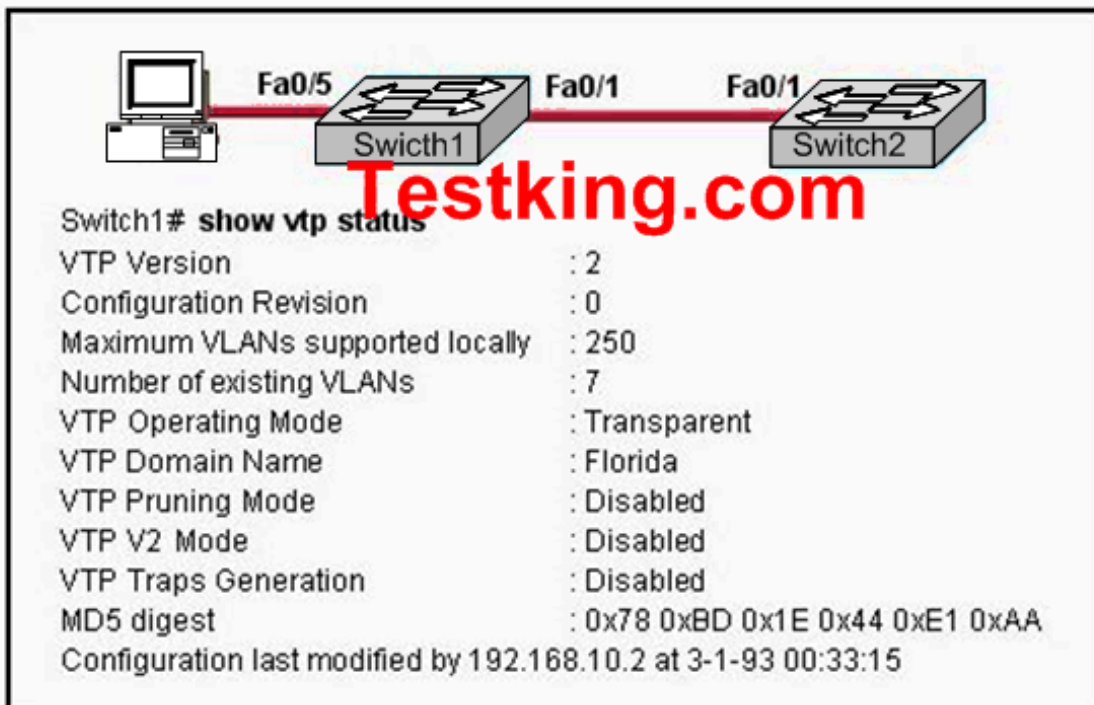 Fa0/5 Fa0/1 Fa0/1
Swicth1 Switch2
Testking.com
Switch1# show vtp status
VTP Version : 2
Configuration Revision : 0
Maximum VLANs supported locally : 250
Number of existing VLANs : 7
VTP Operating Mode : Transparent
VTP Domain Name : Florida
VTP Pruning Mode : Disabled
VTP V2 Mode : Disabled
VTP Traps Generation : Disabled
MD5 digest : 0x78 0xBD 0x1E 0x44 0xE1 0xAA
Configuration last modified by 192.168.10.2 at 3-1-93 00:33:15